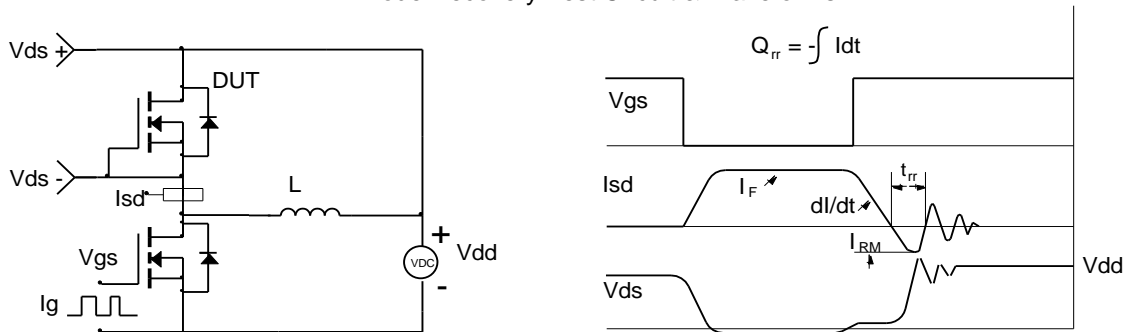 Vds +
DUT
Vds -
Isd
L
Vgs
Ig
+
VDC
-
Vdd
Qrr = -∫ Idt
Vgs
Isd
IF
dI/dt
trr
IRM
Vdd
Vds